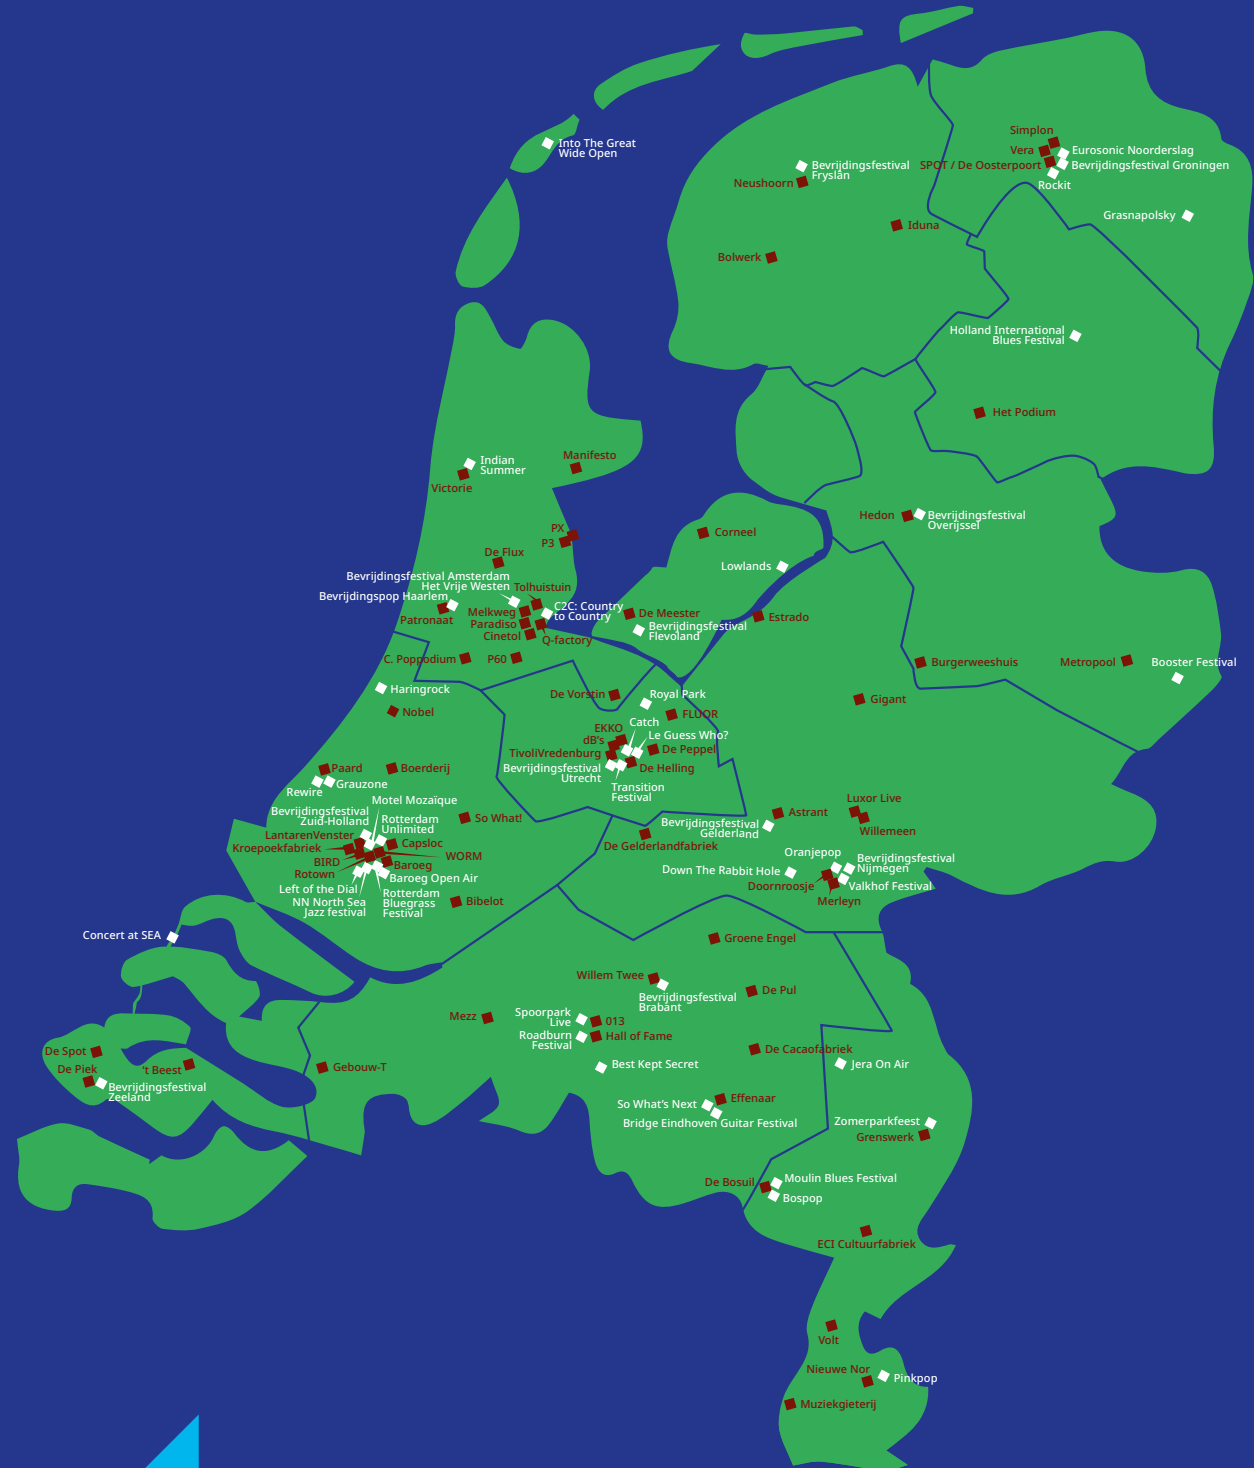 Into The Great
Wide Open
Simplon
Vera
Eurosonic Noorderslag
SPOT / De Oosterpoort
Bevrijdingsfestival Groningen
Rockit
Bevrijdingsfestival
Fryslân
Neushoorn
Grasnapolsky
Iduna
Bolwerk
Holland International
Blues Festival
Het Podium
Indian
Summer
Victorie
Manifesto
Hedon
Bevrijdingsfestival
Overijssel
PX
P3
Corneel
De Flux
Lowlands
Bevrijdingsfestival Amsterdam
Het Vrije Westen
Tolhuistuin
Bevrijdingspop Haarlem
Patronaat
C2C: Country
to Country
Melkweg
Paradiso
Cinetol
Q-factory
De Meester
Bevrijdingsfestival
Flevoland
Estrado
C. Poppodium
P60
Burgerweeshuis
Metropool
Booster Festival
Haringrock
Nobel
De Vorstin
Royal Park
FLUOR
Gigant
Catch
EKKO
dB's
Le Guess Who?
TivoliVredenburg
De Peppel
Bevrijdingsfestival
Utrecht
De Helling
Transition
Festival
Paard
Boerderij
Rewire
Grauzone
Motel Mozaïque
Bevrijdingsfestival
Zuid-Holland
Rotterdam
Unlimited
So What!
LantarenVenster
Kroepoekfabriek
Capsloc
WORM
BIRD
Rotown
Baroeg
Baroeg Open Air
Left of the Dial
NN North Sea
Jazz festival
Rotterdam
Bluegrass
Festival
Bibelot
Astrant
Luxor Live
Willemeen
Bevrijdingsfestival
Gelderland
De Gelderlandfabriek
Oranjepop
Bevrijdingsfestival
Nijmegen
Down The Rabbit Hole
Doornroosje
Valkhof Festival
Merleyn
Concert at SEA
Groene Engel
Willem Twee
Bevrijdingsfestival
Brabant
De Pul
Mezz
Spoorpark
Live
013
Roadburn
Festival
Hall of Fame
De Cacaofabriek
Jera On Air
De Spot
De Piek
't Beest
Bevrijdingsfestival
Zeeland
Gebouw-T
Best Kept Secret
So What's Next
Effenaar
Bridge Eindhoven Guitar Festival
Zomerparkfeest
Grenswerk
De Bosuil
Moulin Blues Festival
Bospop
ECI Cultuurfabriek
Volt
Nieuwe Nor
Pinkpop
Muziekgieterij